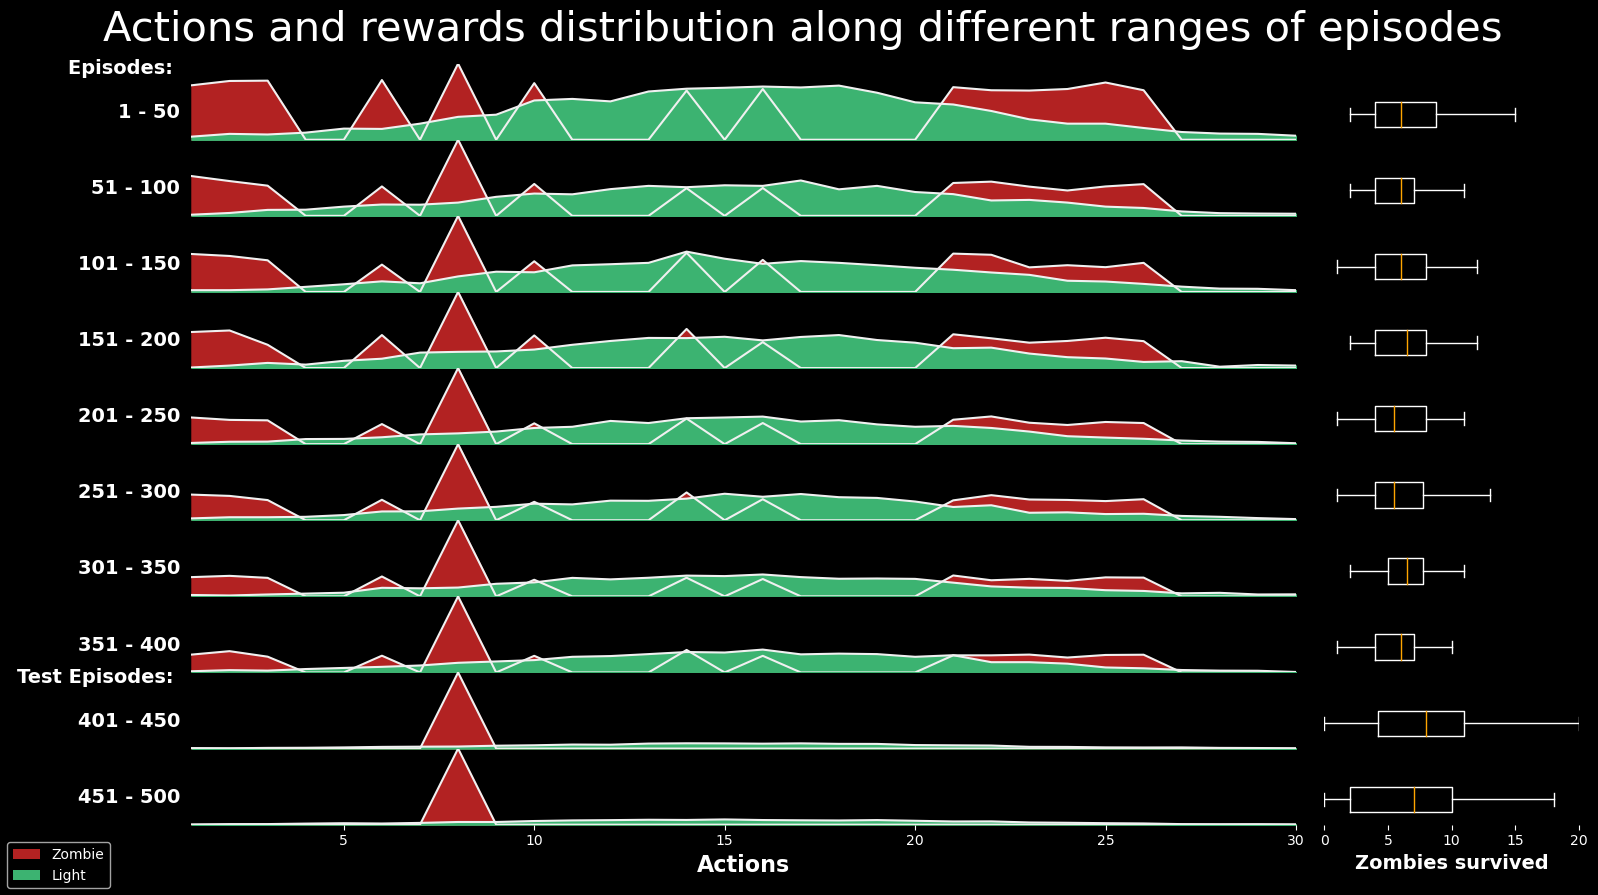 Actions and rewards distribution along different ranges of episodes
Episodes:
1 - 50
51 - 100
101 - 150
151 - 200
201 - 250
251 - 300
301 - 350
351 - 400
Test Episodes:
401 - 450
451 - 500
5 10 15 20 25 30
Actions
0 5 10 15 20
Zombies survived
Zombie
Light